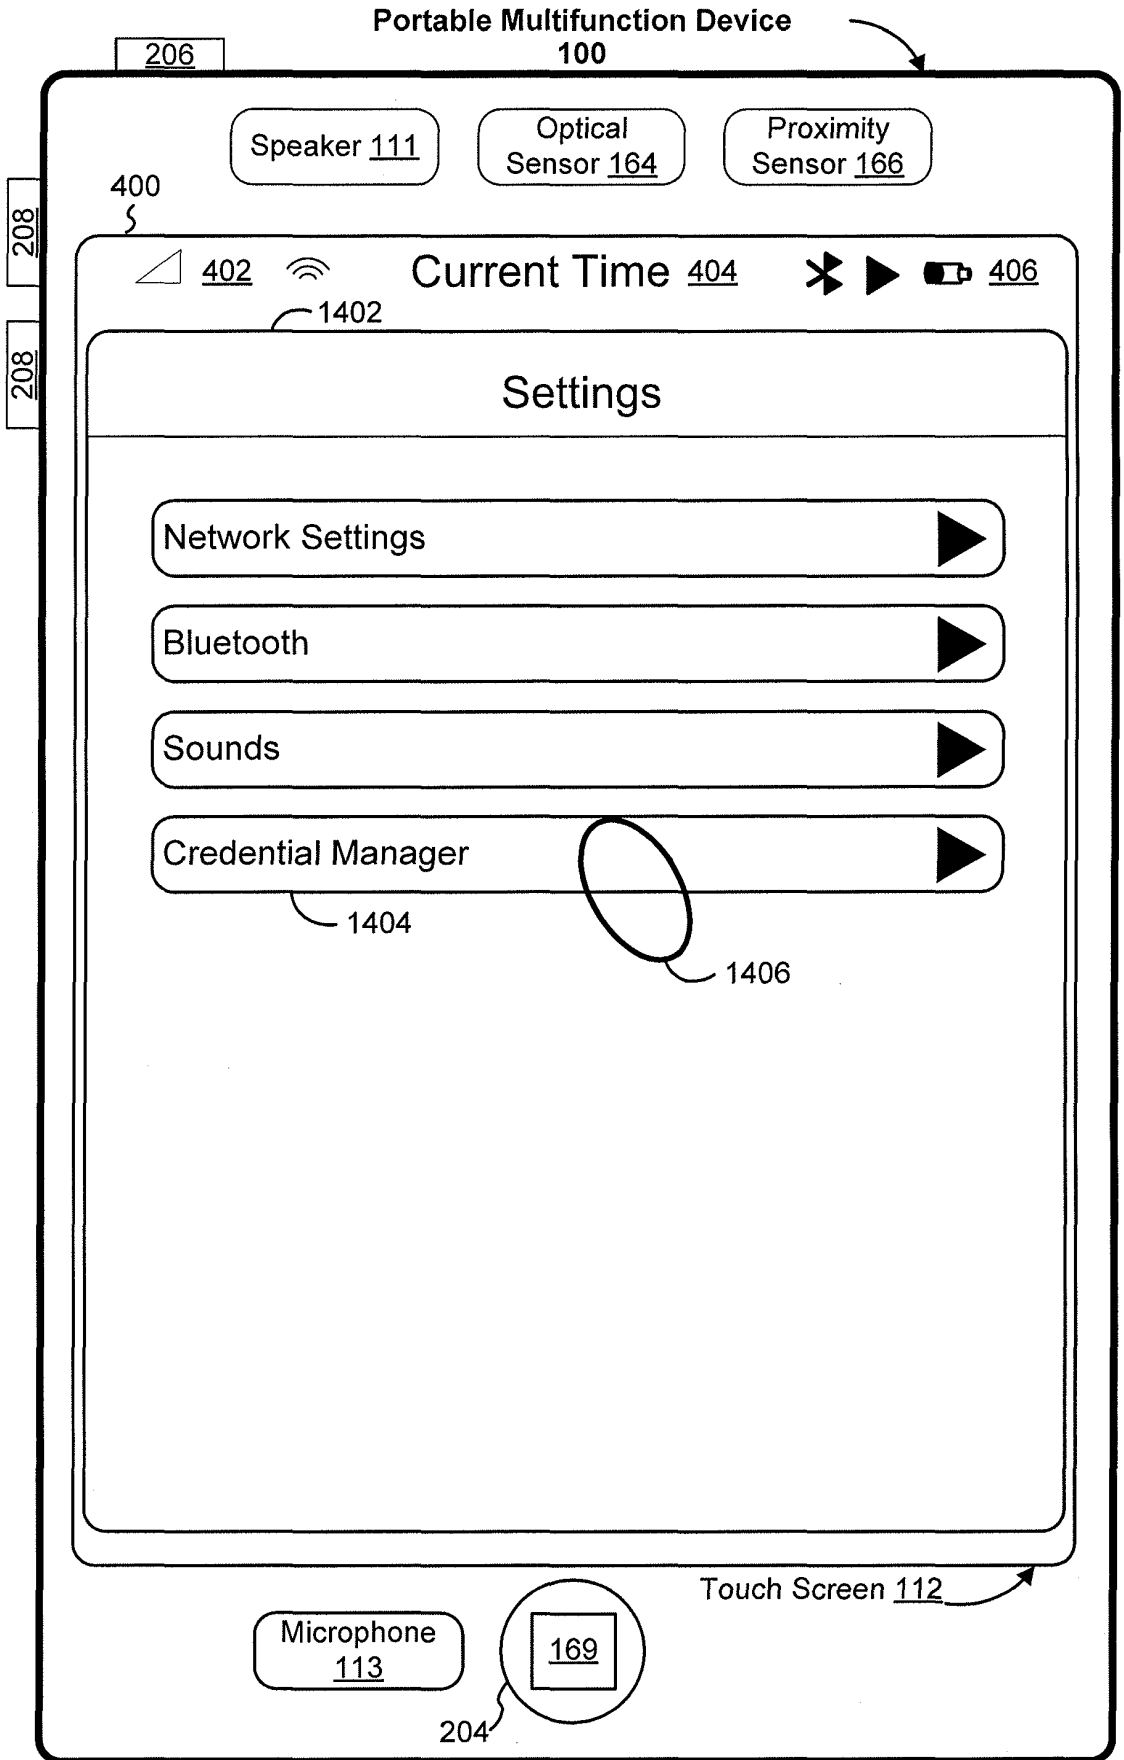 Portable Multifunction Device
100
206
Speaker 111
Optical
Sensor 164
Proximity
Sensor 166
400
208
402 Current Time 404 406
1402
208
Settings
Network Settings
Bluetooth
Sounds
Credential Manager
1404
1406
Touch Screen 112
Microphone
113
169
204